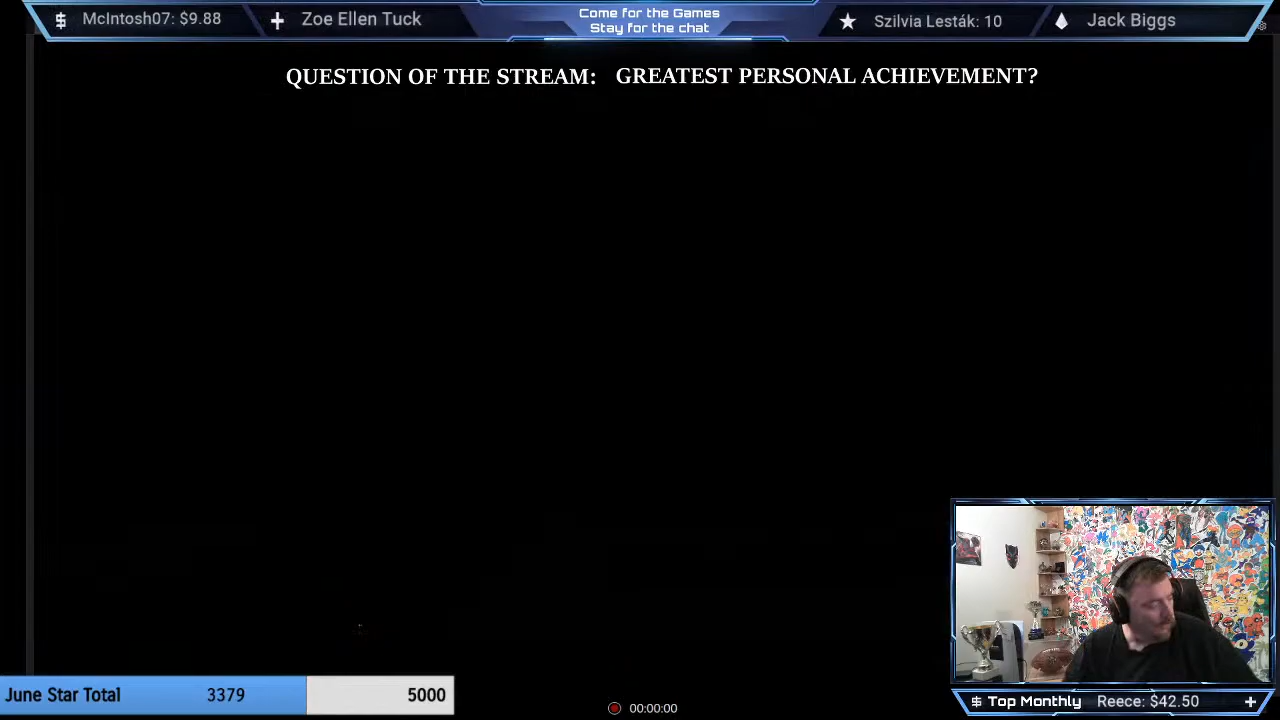 McIntosh07: $9.88
Zoe Ellen Tuck
Come for the Games
Stay for the chat
Szilvia Lesták: 10
Jack Biggs
QUESTION OF THE STREAM: GREATEST PERSONAL ACHIEVEMENT?
June Star Total 3379 5000
00:00:00
Top Monthly Reece: $42.50